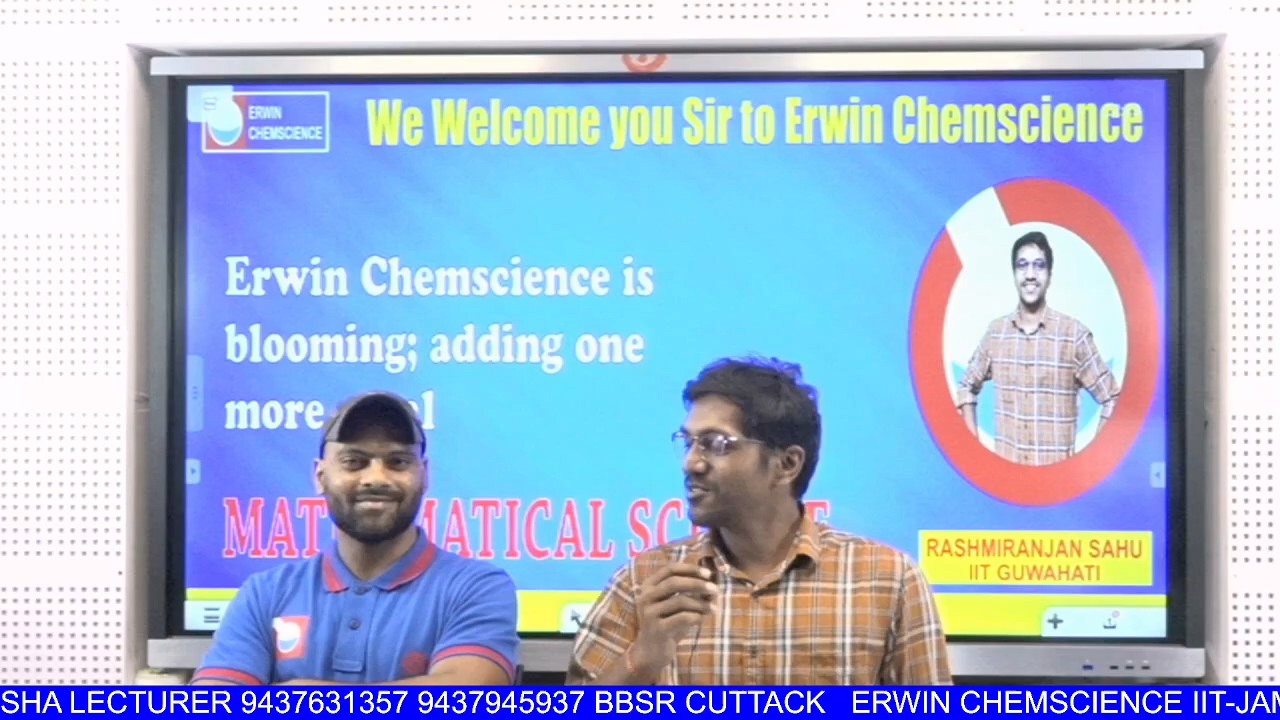 ERWIN
CHEMSCIENCE
We Welcome you Sir to Erwin Chemscience
Erwin Chemscience is
blooming; adding one
more
RASHMIRANJAN SAHU
IIT GUWAHATI
SHA LECTURER 9437631357 9437945937 BBSR CUTTACK ERWIN CHEMSCIENCE IIT-JAM